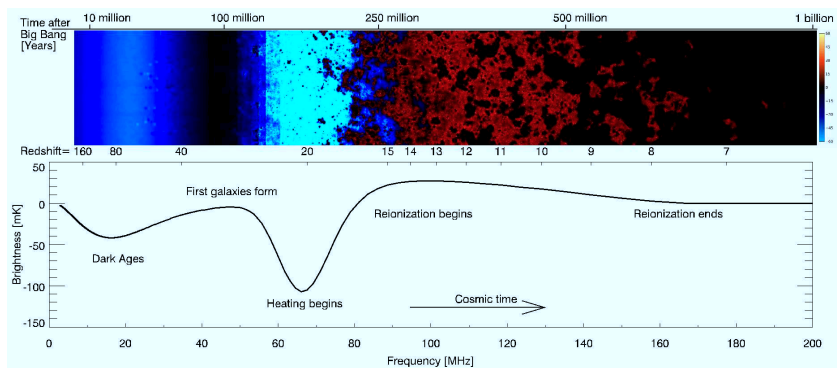 Time after Big Bang [Years]
10 million 100 million 250 million 500 million 1 billion
Redshift= 160 80 40 20 15 14 13 12 11 10 9 8 7
50
0
-50
-100
-150
Brightness [mK]
First galaxies form
Reionization begins
Reionization ends
Dark Ages
Heating begins
Cosmic time
0 20 40 60 80 100 120 140 160 180 200
Frequency [MHz]